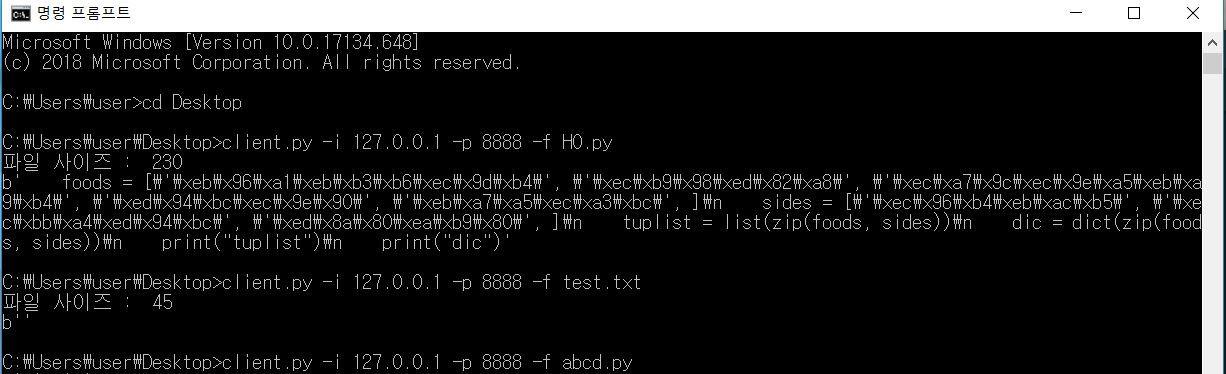 명령 프롬프트
Microsoft Windows [Version 10.0.17134.648]
(c) 2018 Microsoft Corporation. All rights reserved.
C:₩Users₩user>cd Desktop
C:₩Users₩user₩Desktop>client.py -i 127.0.0.1 -p 8888 -f HO.py
파일 사이즈 :  230
b'   foods = [₩'₩xeb₩x96₩xa1₩xeb₩xb3₩xb6₩xec₩x9d₩xb4₩', ₩'₩xec₩xb9₩x98₩xed₩x82₩xa8₩', ₩'₩xec₩xa7₩x9c₩xec₩x9e₩xa5₩xeb₩xa
9₩xb4₩', ₩'₩xed₩x94₩xbc₩xec₩x9e₩x90₩', ₩'₩xeb₩xa7₩xa5₩xec₩xa3₩xbc₩', ]₩n   sides = [₩'₩xec₩x96₩xb4₩xeb₩xac₩xb5₩', ₩'₩xe
c₩xbb₩xa4₩xed₩x94₩xbc₩', ₩'₩xed₩x8a₩x80₩xea₩xb9₩x80₩', ]₩n   tuplist = list(zip(foods, sides))₩n   dic = dict(zip(food
s, sides))₩n   print("tuplist")₩n   print("dic")'
C:₩Users₩user₩Desktop>client.py -i 127.0.0.1 -p 8888 -f test.txt
파일 사이즈 :  45
b''
C:₩Users₩user₩Desktop>client.py -i 127.0.0.1 -p 8888 -f abcd.py